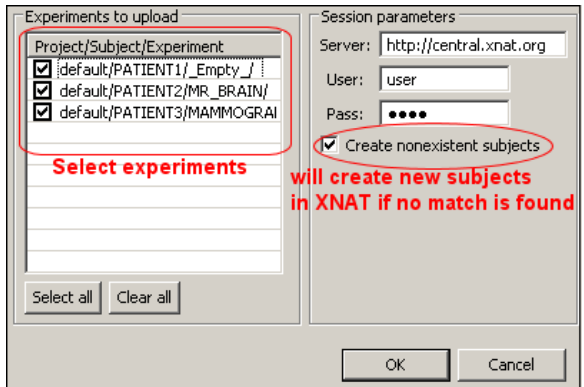 Experiments to upload
Project/Subject/Experiment
default/PATIENT1/_Empty_/
default/PATIENT2/MR_BRAIN/
default/PATIENT3/MAMMOGRAI
Select experiments
Select all
Clear all
Session parameters
Server: http://central.xnat.org
User: user
Pass: ●●●●
Create nonexistent subjects
will create new subjects
in XNAT if no match is found
OK
Cancel